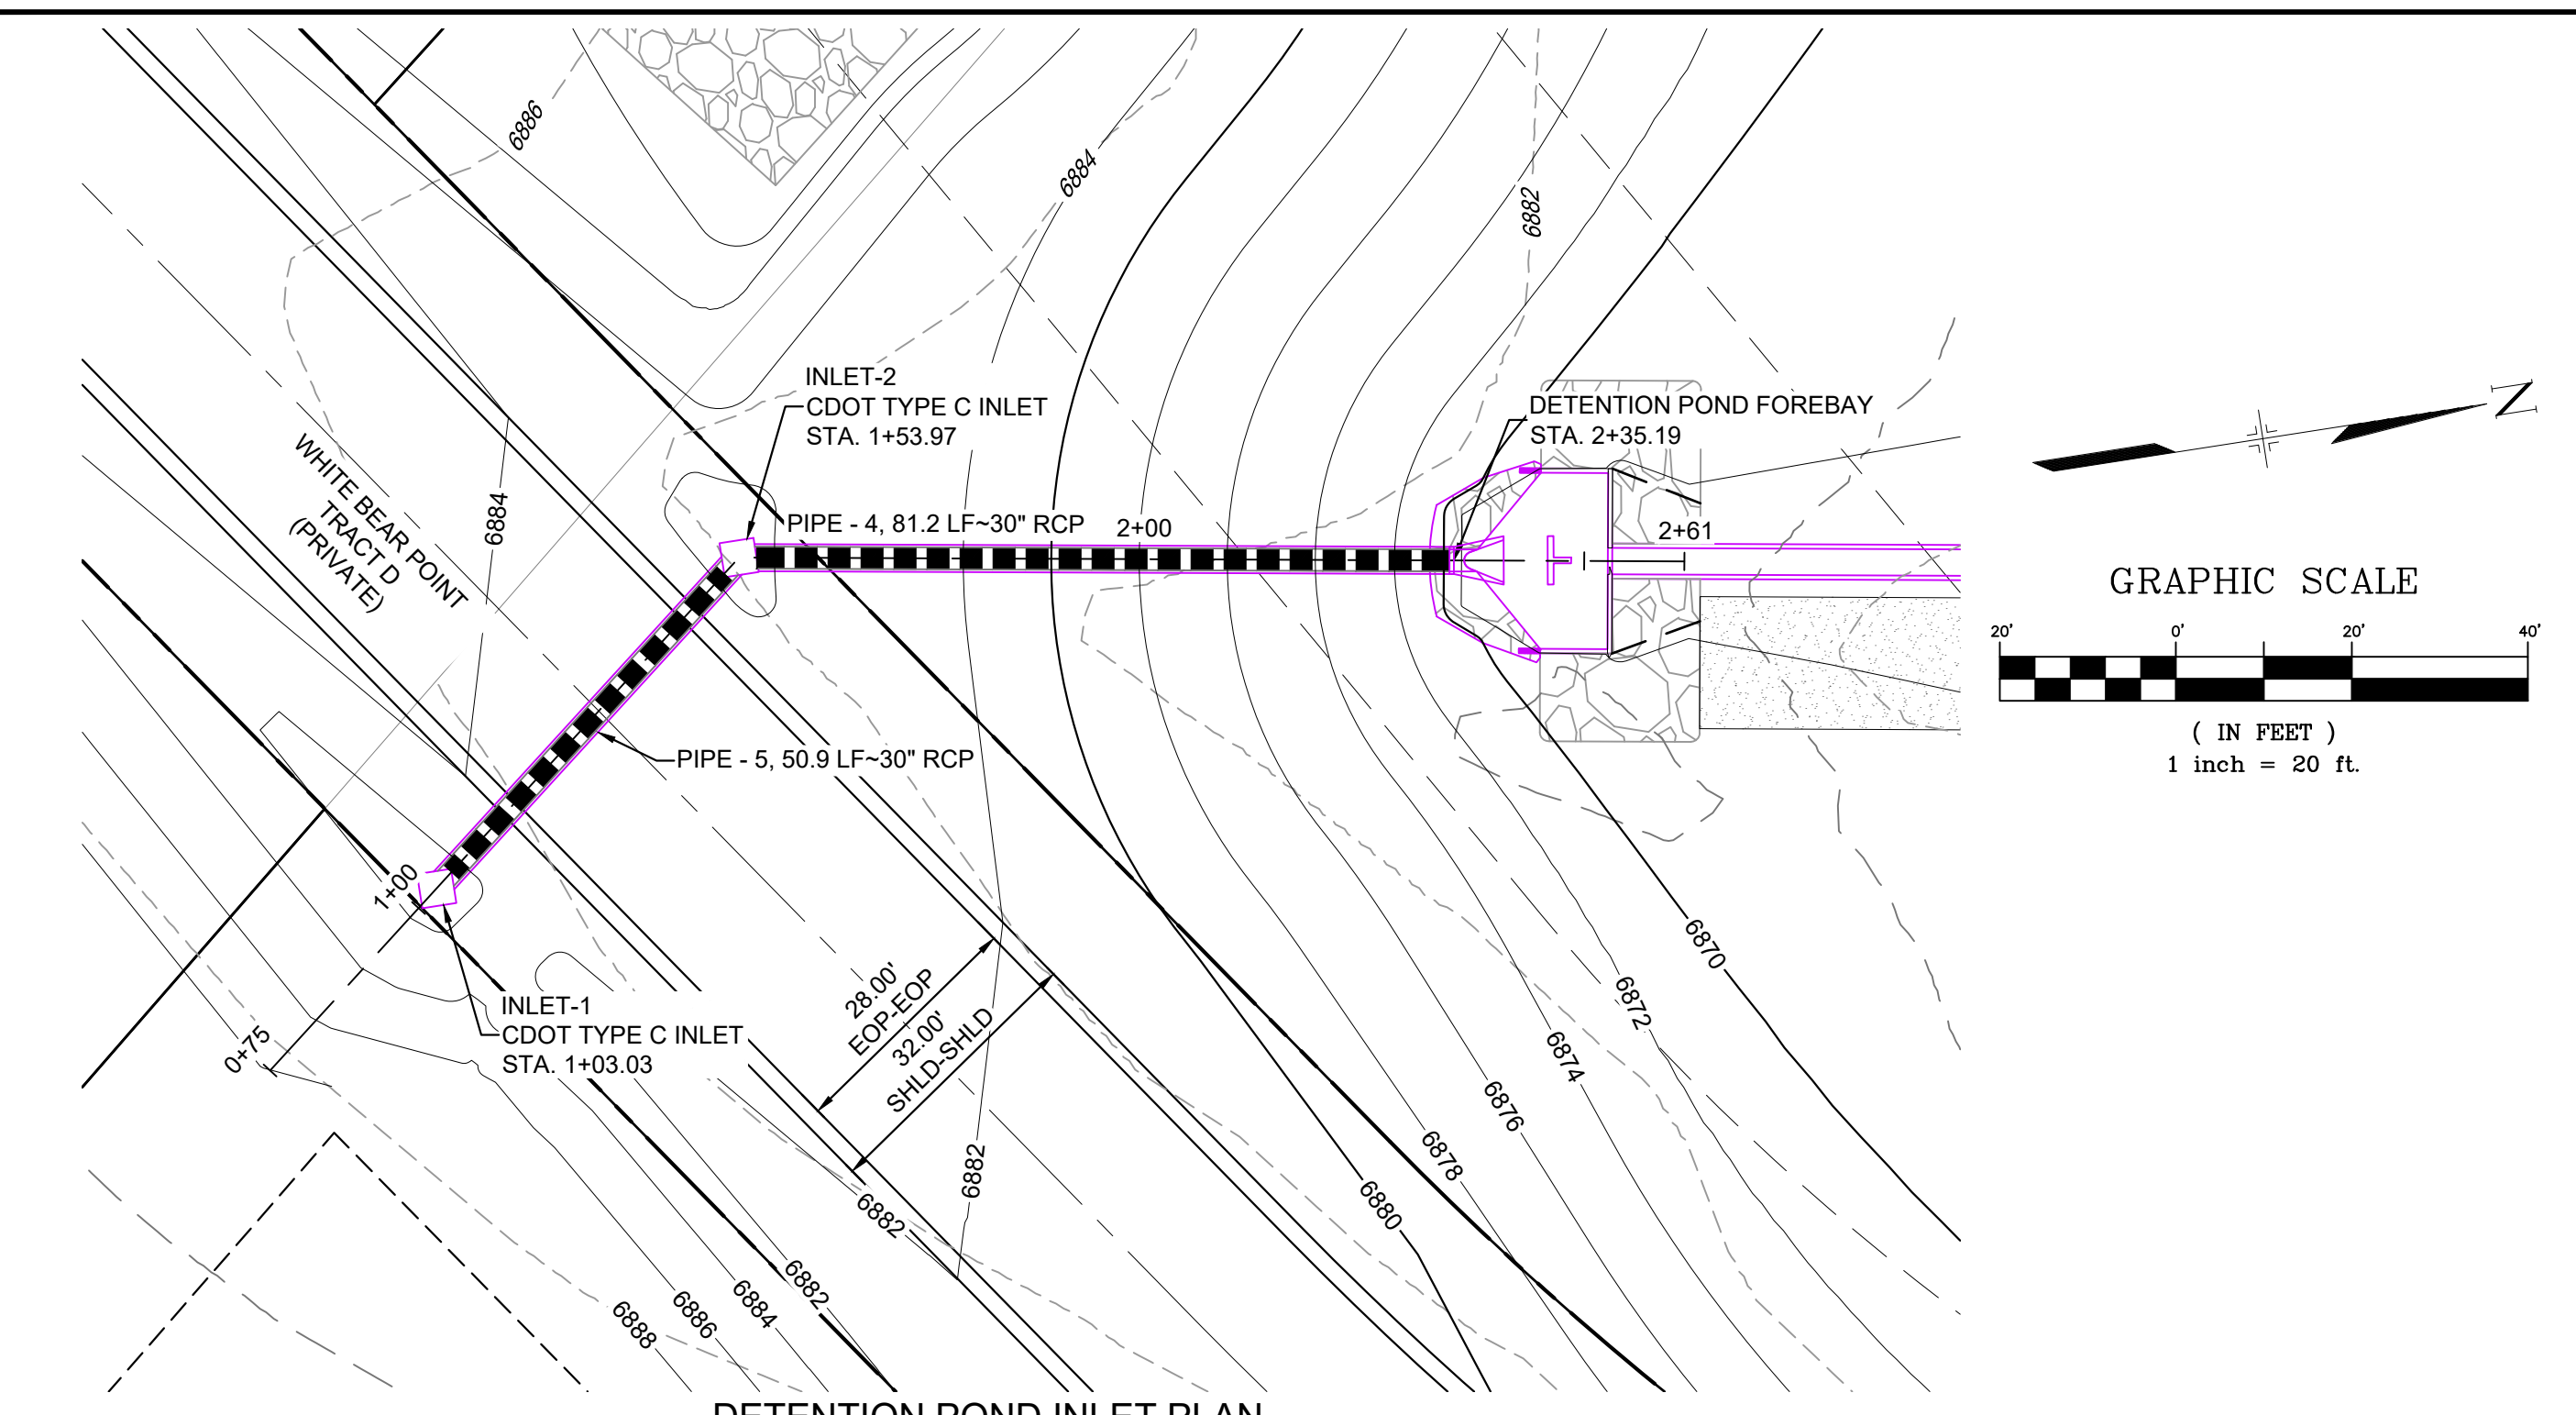 6886
6884
6882
INLET-2
CDOT TYPE C INLET
STA. 1+53.97
DETENTION POND FOREBAY
STA. 2+35.19
N
WHITE BEAR POINT
TRACT D
(PRIVATE)
6884
PIPE - 4, 81.2 LF~30" RCP
2+00
2+61
GRAPHIC SCALE
20'
0'
20'
40'
( IN FEET )
1 inch = 20 ft.
PIPE - 5, 50.9 LF~30" RCP
1+00
0+75
INLET-1
CDOT TYPE C INLET
STA. 1+03.03
28.00'
EOP-EOP
32.00'
SHLD-SHLD
6870
6872
6874
6876
6878
6880
6882
6882
6882
6884
6886
6888
DETENTION POND INLET PLAN